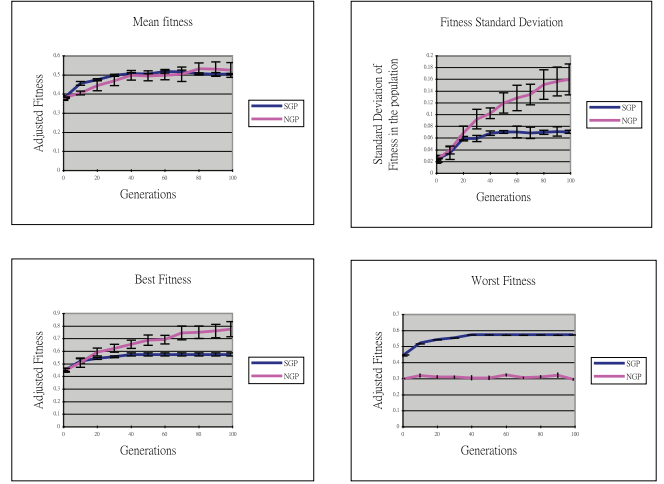 Mean fitness
Adjusted Fitness
0.6
0.5
0.4
0.3
0.2
0.1
0
0 20 40 60 80 100
Generations
SGP
NGP
Fitness Standard Deviation
Standard Deviation of
Fitness in the population
0.2
0.18
0.16
0.14
0.12
0.1
0.08
0.06
0.04
0.02
0
0 20 40 60 80 100
Generations
SGP
NGP
Best Fitness
Adjusted Fitness
0.9
0.8
0.7
0.6
0.5
0.4
0.3
0.2
0.1
0
0 20 40 60 80 100
Generations
SGP
NGP
Worst Fitness
Adjusted Fitness
0.7
0.6
0.5
0.4
0.3
0.2
0.1
0
0 20 40 60 80 100
Generations
SGP
NGP